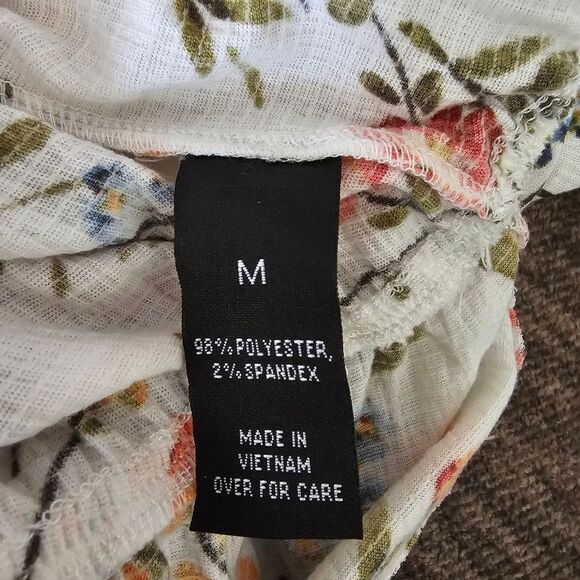 M
98% POLYESTER,
2% SPANDEX
MADE IN
VIETNAM
OVER FOR CARE